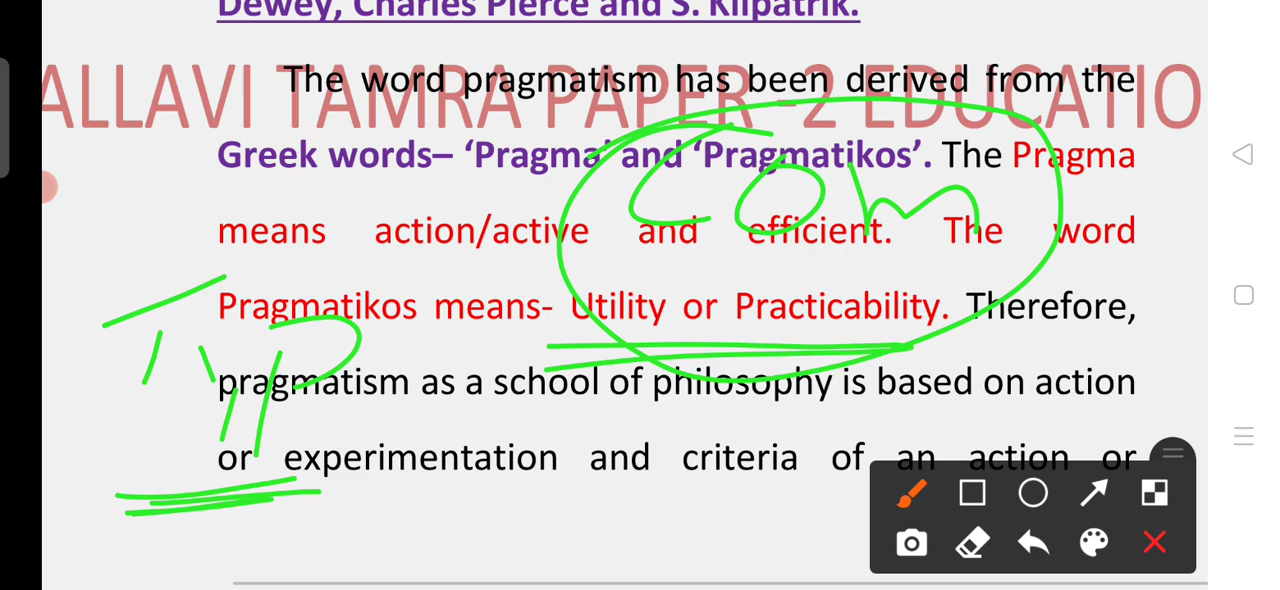 Dewey, Charles Pierce and S. Kilpatrik.
The word pragmatism has been derived from the
ALLAVI TAMRA PAPER -2 EDUCATIO
Greek words– ‘Pragma’ and ‘Pragmatikos’. The Pragma
com
means action/active and efficient. The word
Pragmatikos means- Utility or Practicability. Therefore,
Typ
pragmatism as a school of philosophy is based on action
or experimentation and criteria of an action or